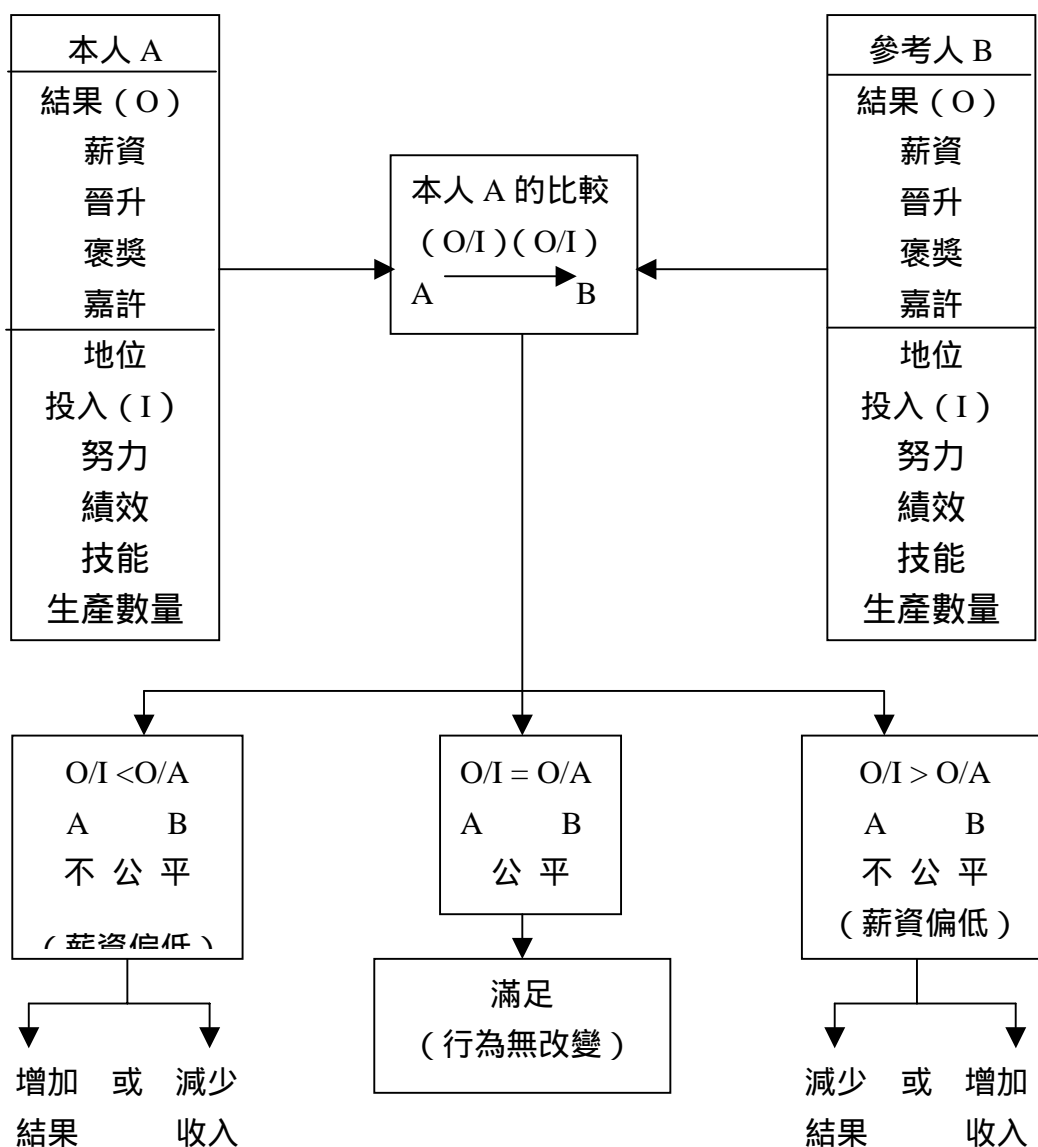 本人 A
結果（O）
薪資
晉升
褒獎
嘉許
地位
投入（I）
努力
績效
技能
生產數量
本人 A 的比較
（O/I）（O/I）
A B
參考人 B
結果（O）
薪資
晉升
褒獎
嘉許
地位
投入（I）
努力
績效
技能
生產數量
O/I <O/A
A B
不 公 平
（薪資偏低）
增加 或 減少
結果 收入
O/I = O/A
A B
公 平
滿足
（行為無改變）
O/I > O/A
A B
不 公 平
（薪資偏低）
減少 或 增加
結果 收入